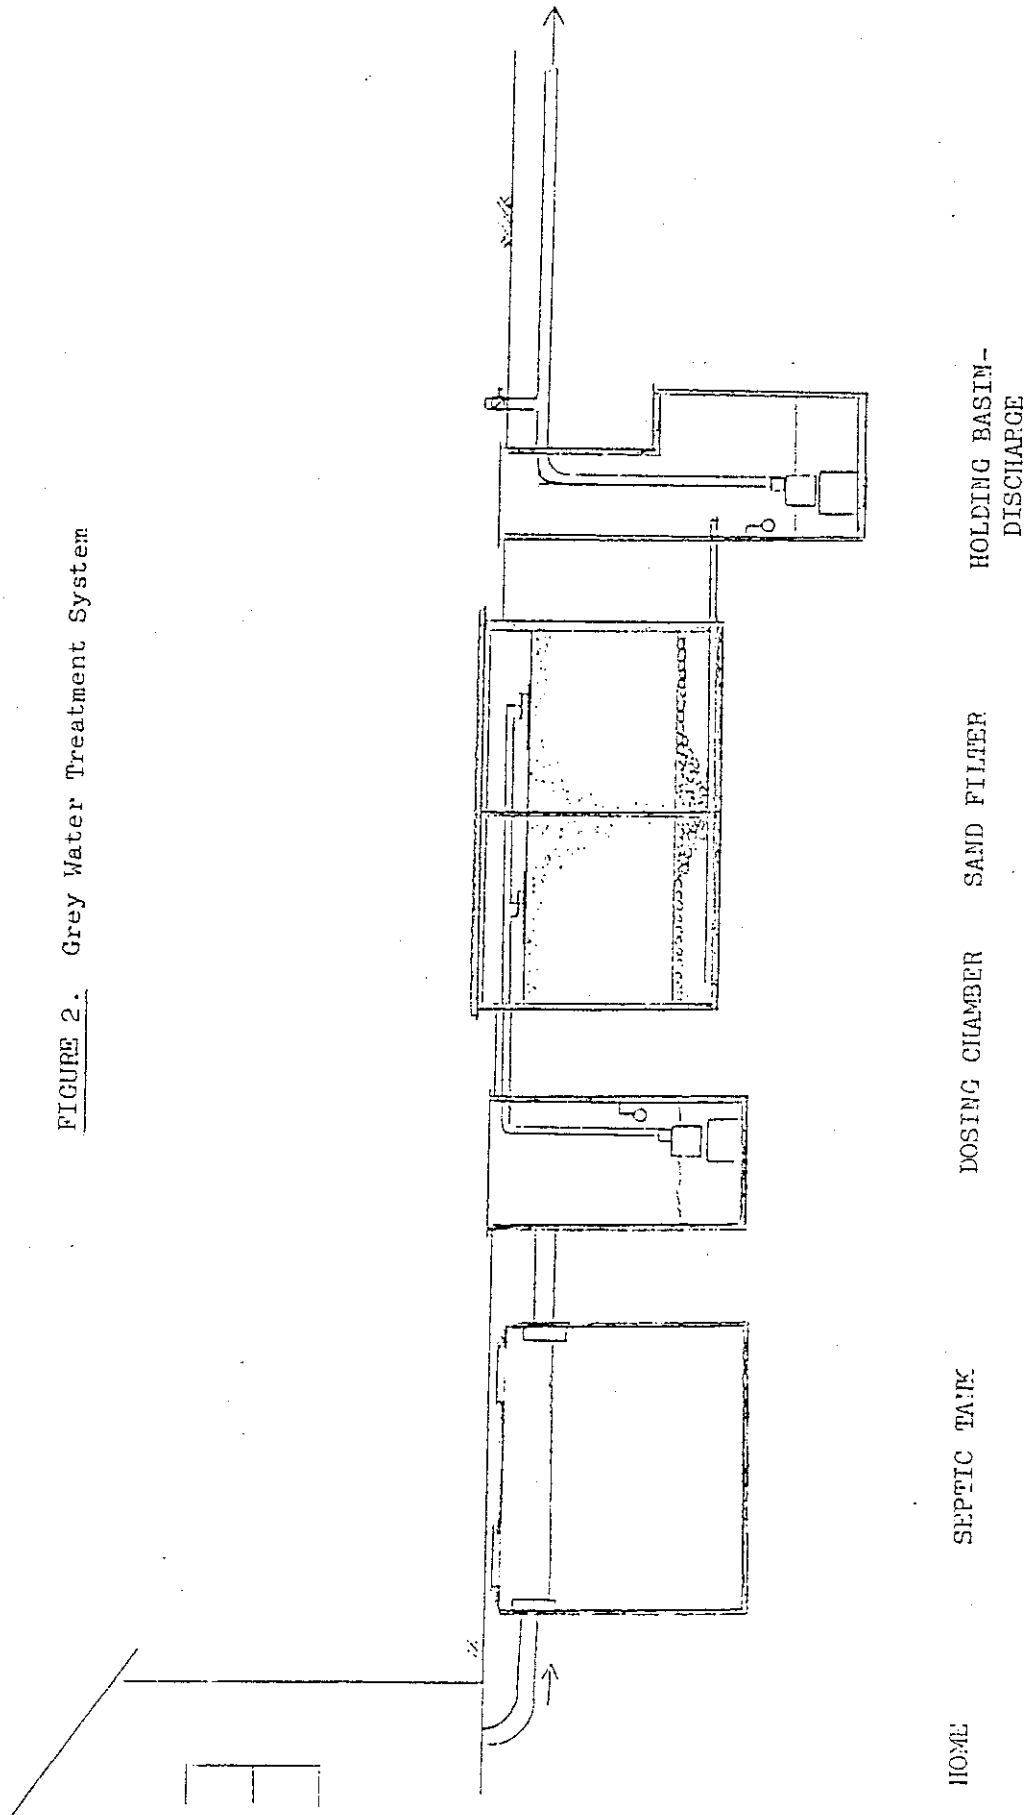 FIGURE 2. Grey Water Treatment System
HOME
SEPTIC TANK
DOSING CHAMBER
SAND FILTER
HOLDING BASIN-
DISCHARGE